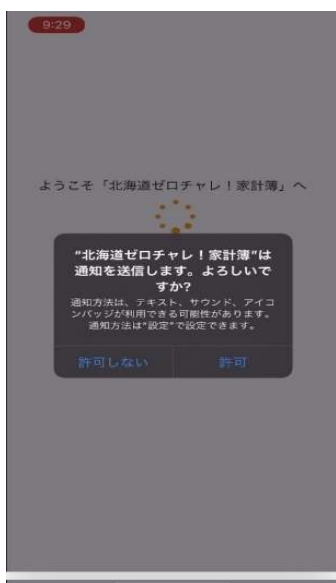 9:29
ようこそ「北海道ゼロチャレ！家計簿」へ
"北海道ゼロチャレ！家計簿"は
通知を送信します。よろしいで
すか?
通知方法は、テキスト、サウンド、アイコ
ンバッジが利用できる可能性があります。
通知方法は"設定"で設定できます。
許可しない
許可